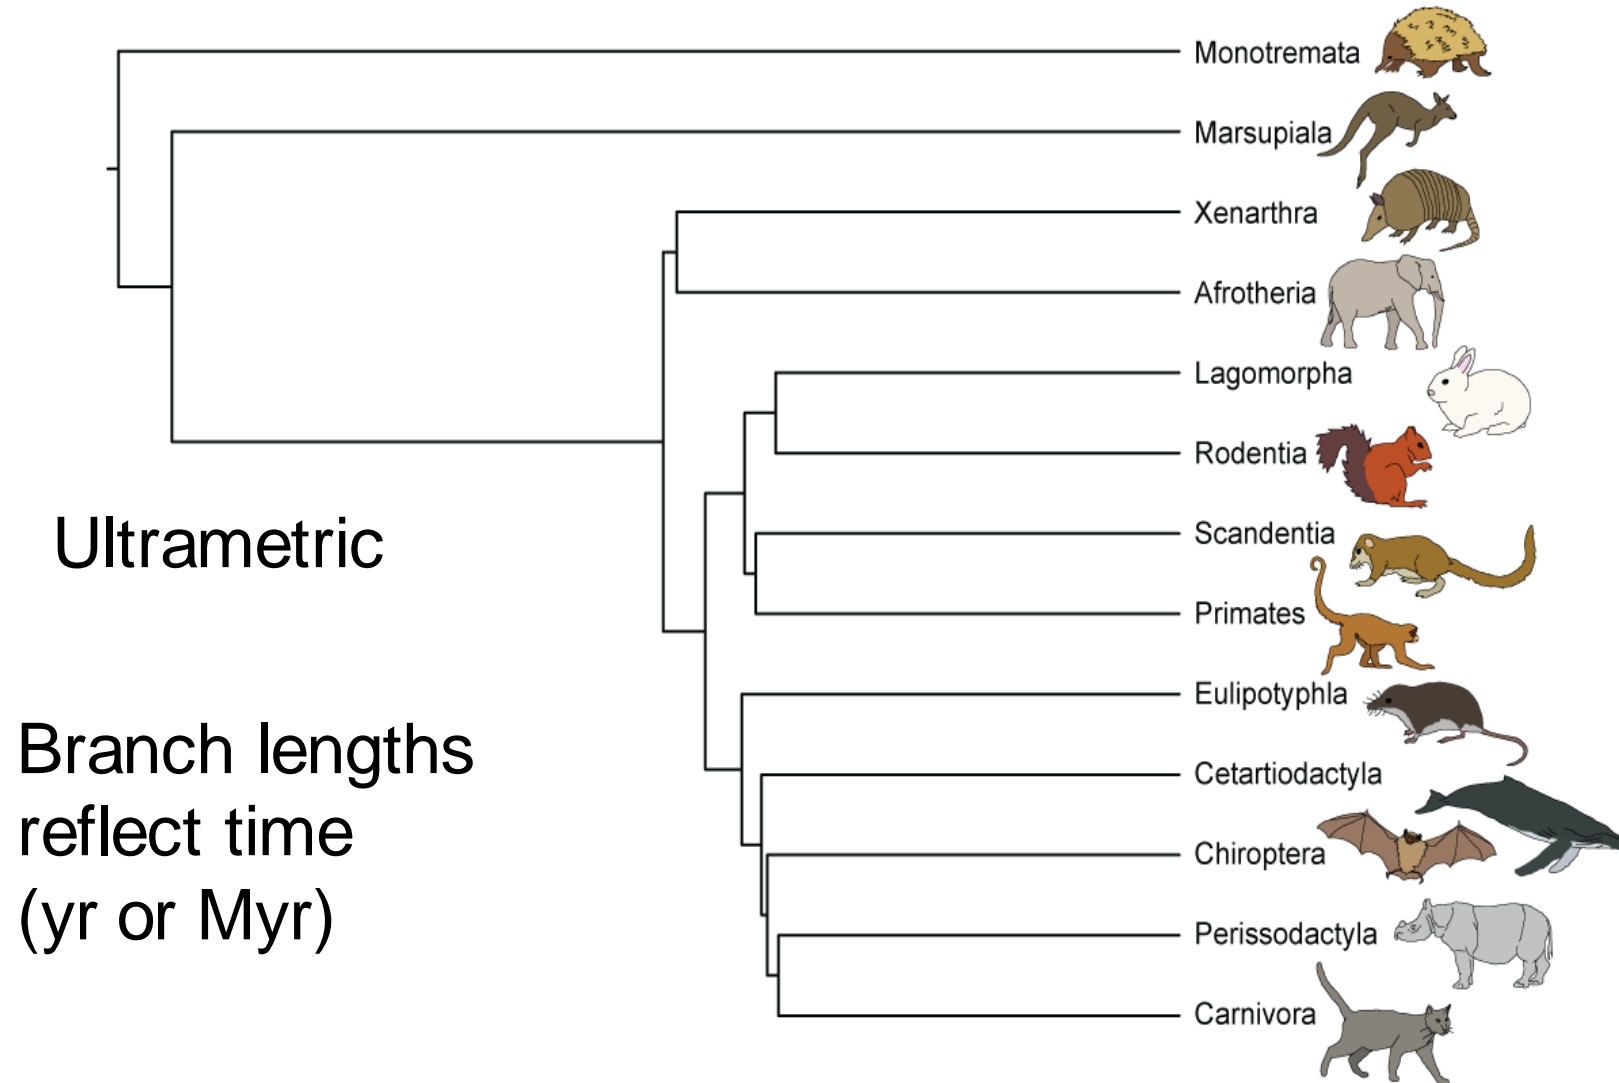 Monotremata
Marsupiala
Xenarthra
Afrotheria
Lagomorpha
Rodentia
Scandentia
Primates
Eulipotyphla
Cetartiodactyla
Chiroptera
Perissodactyla
Carnivora
Ultrametric
Branch lengths
reflect time
(yr or Myr)